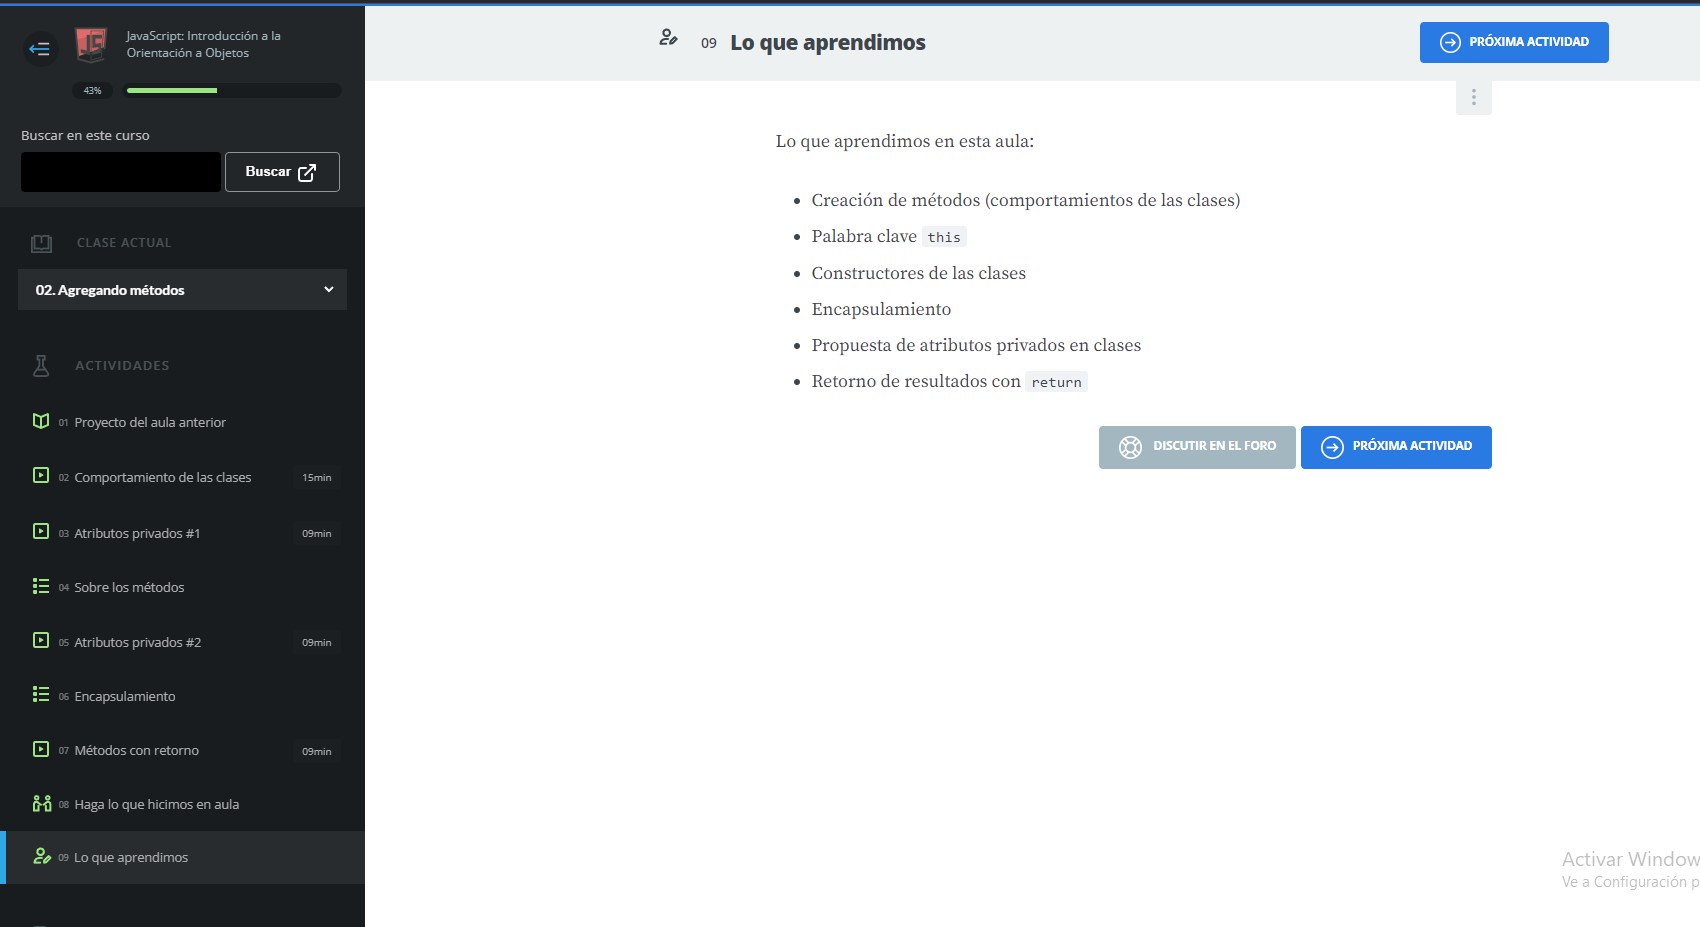 JavaScript: Introducción a la
Orientación a Objetos
43%
Buscar en este curso
Buscar
CLASE ACTUAL
02. Agregando métodos
ACTIVIDADES
01 Proyecto del aula anterior
02 Comportamiento de las clases 15min
03 Atributos privados #1 09min
04 Sobre los métodos
05 Atributos privados #2 09min
06 Encapsulamiento
07 Métodos con retorno 09min
08 Haga lo que hicimos en aula
09 Lo que aprendimos
09 Lo que aprendimos
PRÓXIMA ACTIVIDAD
Lo que aprendimos en esta aula:
Creación de métodos (comportamientos de las clases)
Palabra clave this
Constructores de las clases
Encapsulamiento
Propuesta de atributos privados en clases
Retorno de resultados con return
DISCUTIR EN EL FORO
PRÓXIMA ACTIVIDAD
Activar Window
Ve a Configuración p